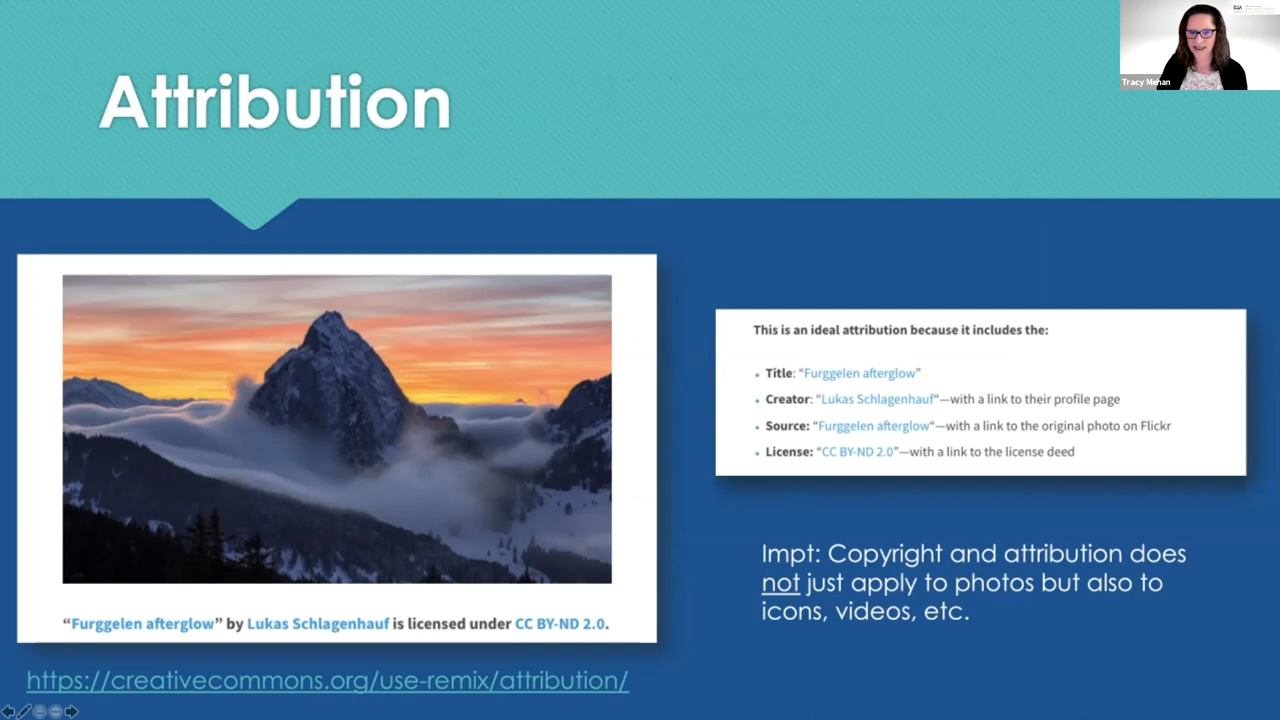 Attribution
Tracy Mehan
"Furggelen afterglow" by Lukas Schlagenhauf is licensed under CC BY-ND 2.0.
https://creativecommons.org/use-remix/attribution/
This is an ideal attribution because it includes the:
• Title: "Furggelen afterglow"
• Creator: "Lukas Schlagenhauf"—with a link to their profile page
• Source: "Furggelen afterglow"—with a link to the original photo on Flickr
• License: "CC BY-ND 2.0"—with a link to the license deed
Impt: Copyright and attribution does
not just apply to photos but also to
icons, videos, etc.